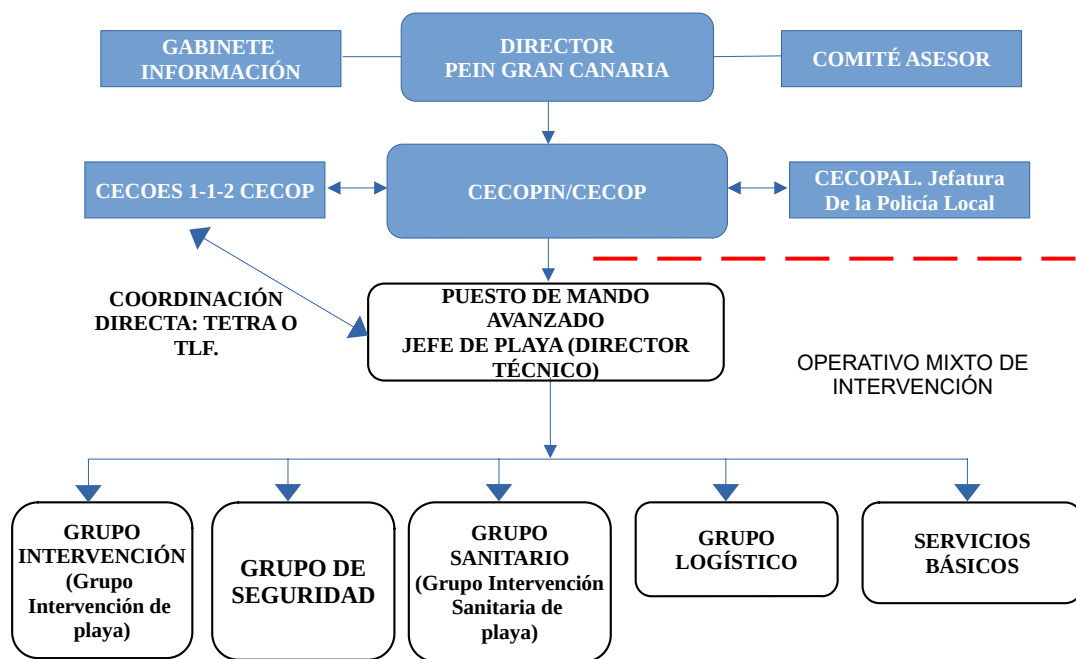 GABINETE
INFORMACIÓN
DIRECTOR
PEIN GRAN CANARIA
COMITÉ ASESOR
CECOES 1-1-2 CECOP
CECOPIN/CECOP
CECOPAL. Jefatura
De la Policía Local
COORDINACIÓN
DIRECTA: TETRA O
TLF.
PUESTO DE MANDO
AVANZADO
JEFE DE PLAYA (DIRECTOR
TÉCNICO)
OPERATIVO MIXTO DE
INTERVENCIÓN
GRUPO
INTERVENCIÓN
(Grupo
Intervención de
playa)
GRUPO DE
SEGURIDAD
GRUPO
SANITARIO
(Grupo Intervención
Sanitaria de
playa)
GRUPO
LOGÍSTICO
SERVICIOS
BÁSICOS